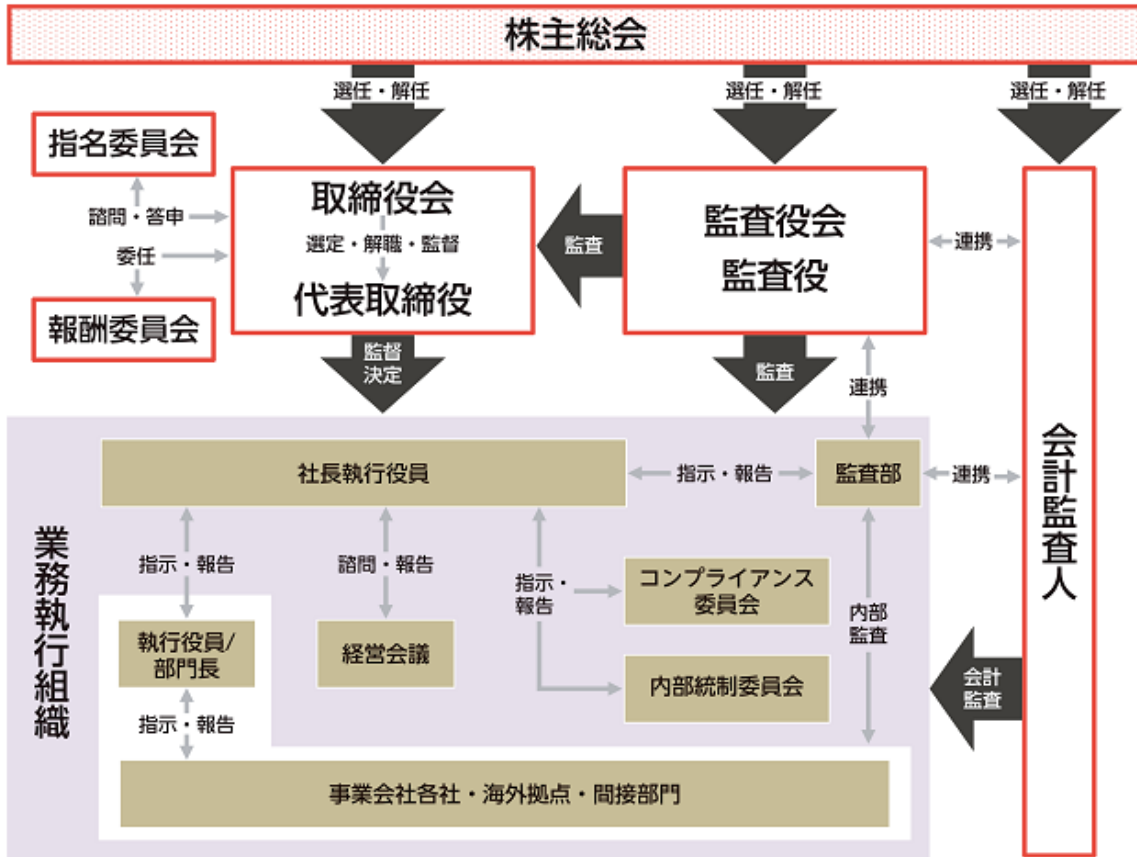 株主総会
選任・解任
選任・解任
選任・解任
指名委員会
諮問・答申
委任
報酬委員会
取締役会
選定・解職・監督
代表取締役
監査
監査役会
監査役
連携
監督
決定
監査
連携
会計監査人
業務執行組織
社長執行役員
指示・報告
監査部
連携
指示・報告
諮問・報告
指示・
報告
コンプライアンス
委員会
内部
監査
執行役員/
部門長
経営会議
内部統制委員会
会計
監査
指示・報告
事業会社各社・海外拠点・間接部門